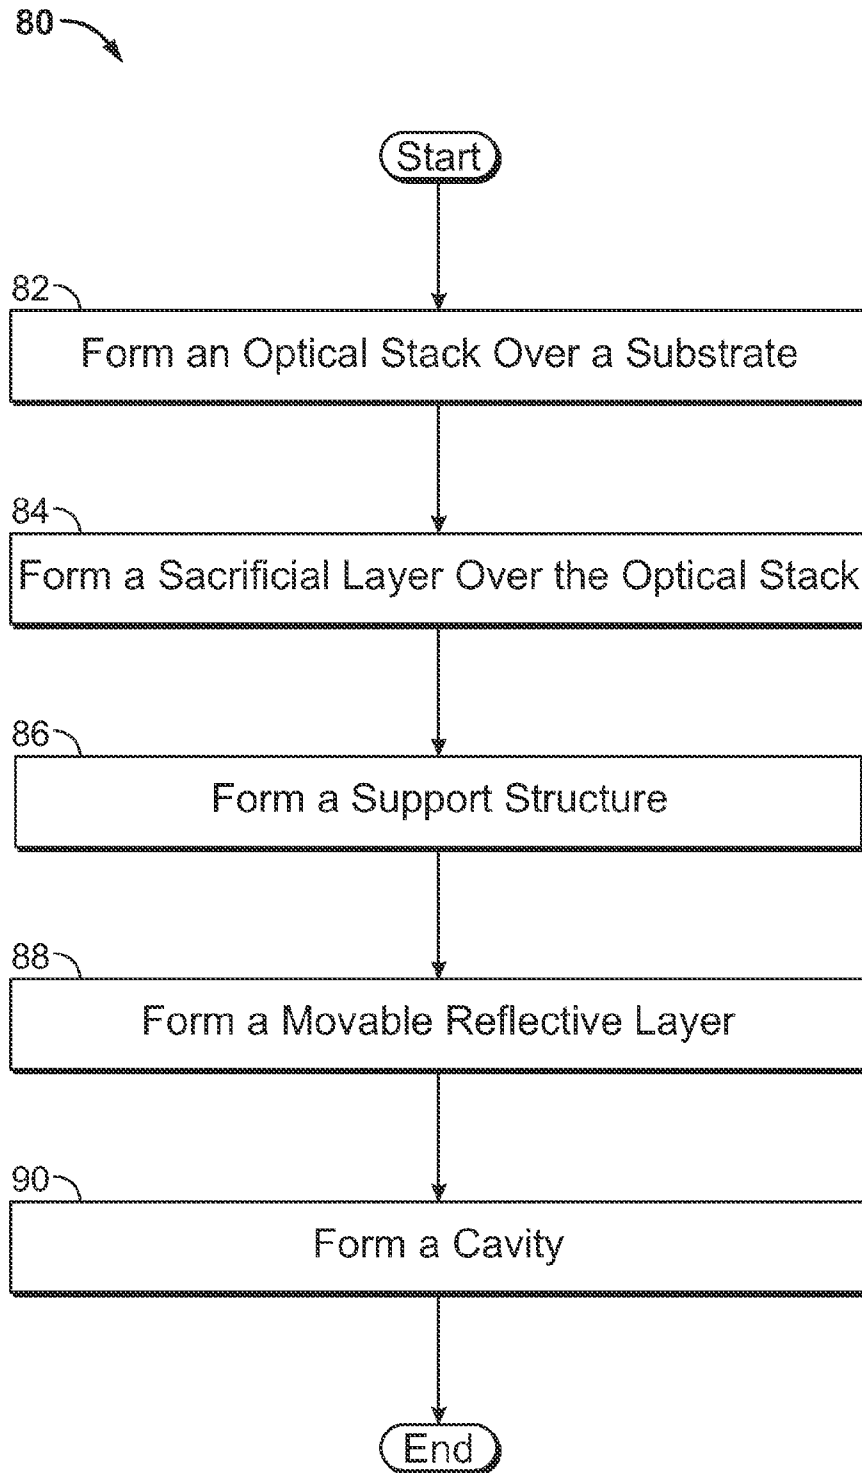 80
Start
82
Form an Optical Stack Over a Substrate
84
Form a Sacrificial Layer Over the Optical Stack
86
Form a Support Structure
88
Form a Movable Reflective Layer
90
Form a Cavity
End